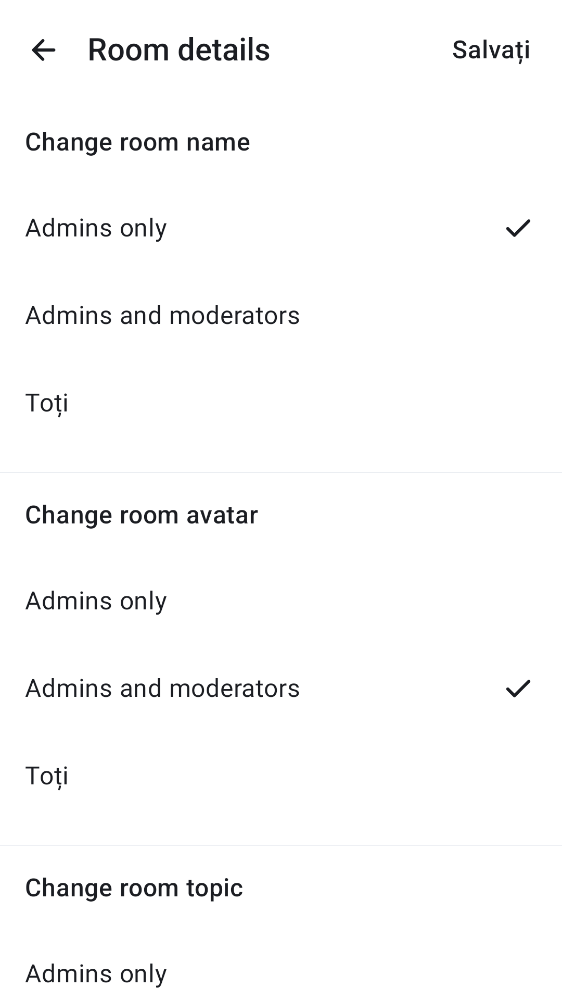 Room details
Salvați
Change room name
Admins only
Admins and moderators
Toți
Change room avatar
Admins only
Admins and moderators
Toți
Change room topic
Admins only